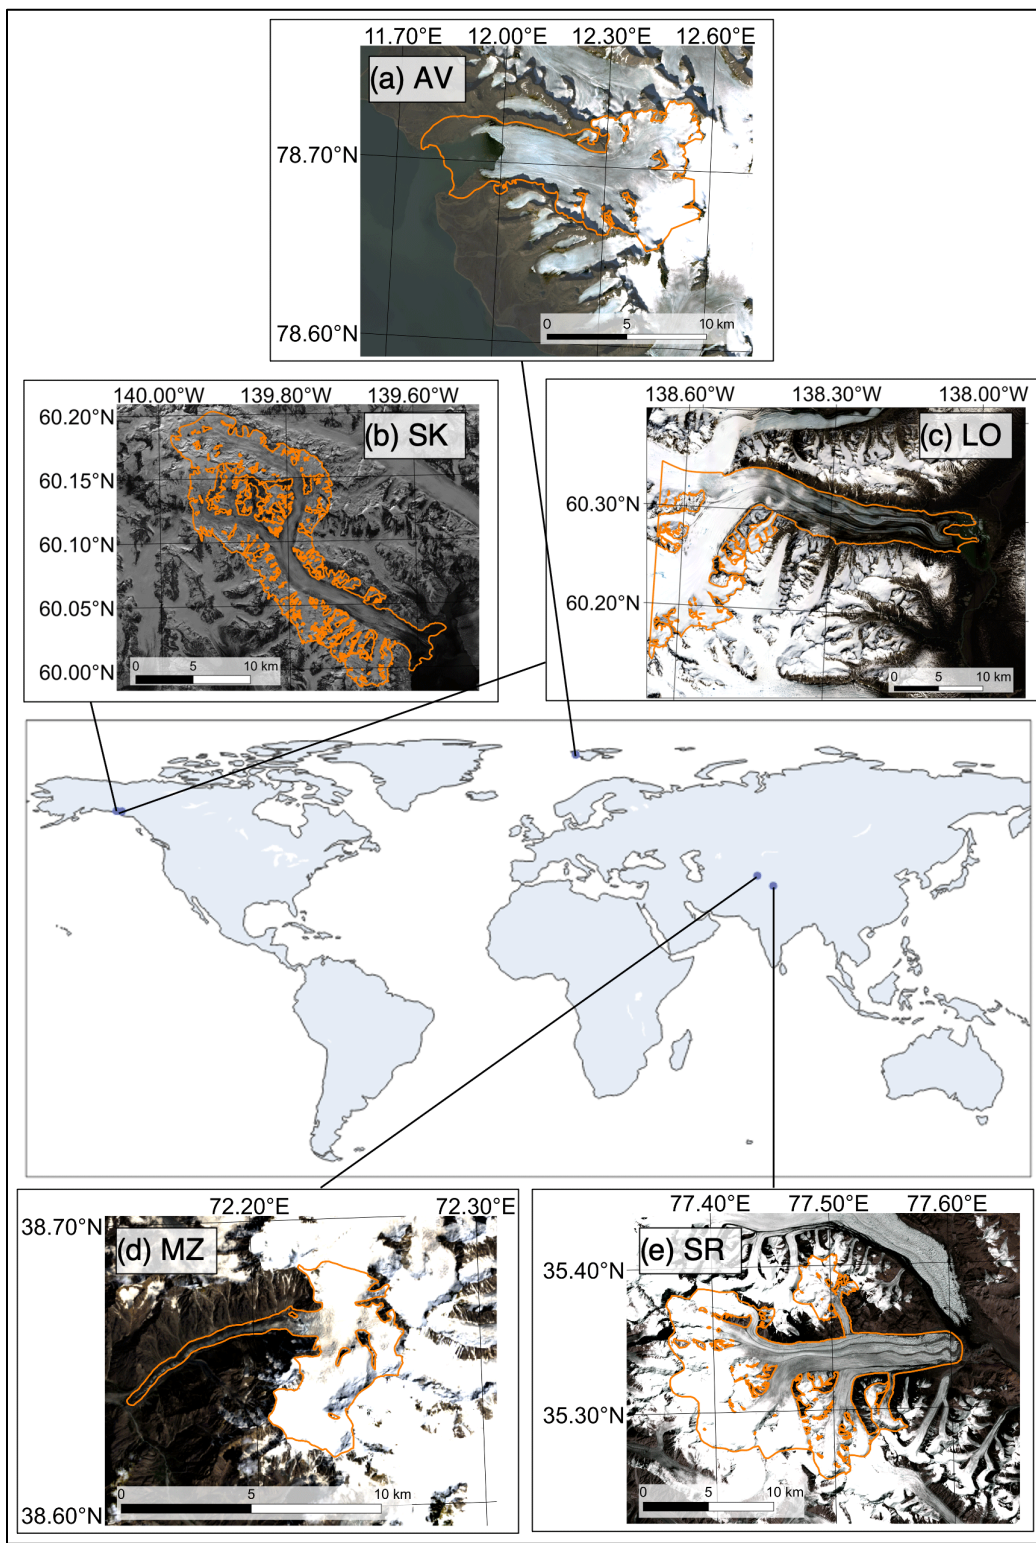 11.70°E 12.00°E 12.30°E 12.60°E
(a) AV
78.70°N
78.60°N
0 5 10 km
140.00°W 139.80°W 139.60°W
(b) SK
60.20°N
60.15°N
60.10°N
60.05°N
60.00°N
0 5 10 km
138.60°W 138.30°W 138.00°W
(c) LO
60.30°N
60.20°N
0 5 10 km
72.20°E 72.30°E
38.70°N
(d) MZ
38.60°N
0 5 10 km
77.40°E 77.50°E 77.60°E
(e) SR
35.40°N
35.30°N
0 5 10 km